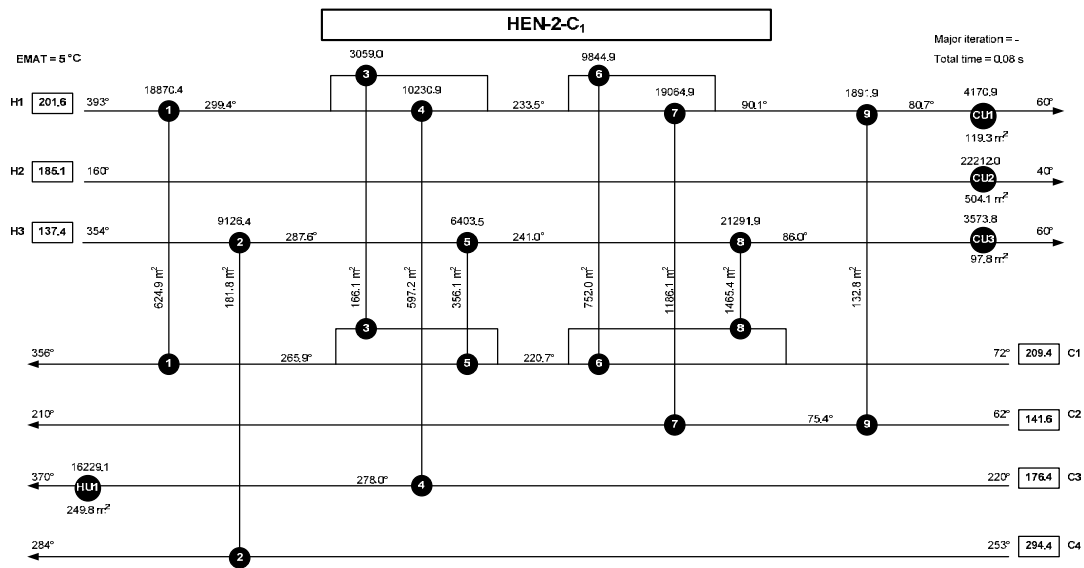 HEN-2-C1
Major iteration = -
EMAT = 5 °C
Total time = 0.08 s
3059.0
9844.9
3
6
18870.4
10230.9
19064.9
1891.9
4170.9
H1 201.6 393° 1 299.4° 4 233.5° 7 90.1° 9 80.7° CU1 60°
119.3 m²
22212.0
H2 185.1 160° CU2 40°
504.1 m²
9126.4
6403.5
21291.9
3573.8
H3 137.4 354° 2 287.6° 5 241.0° 8 86.0° CU3 60°
97.8 m²
624.9 m²
181.8 m²
166.1 m²
597.2 m²
356.1 m²
752.0 m²
1186.1 m²
1465.4 m²
132.8 m²
3
8
356° 1 265.9° 5 220.7° 6 72° 209.4 C1
210° 7 75.4° 9 62° 141.6 C2
16229.1
370° HU1 278.0° 4 220° 176.4 C3
249.8 m²
284° 2 253° 294.4 C4